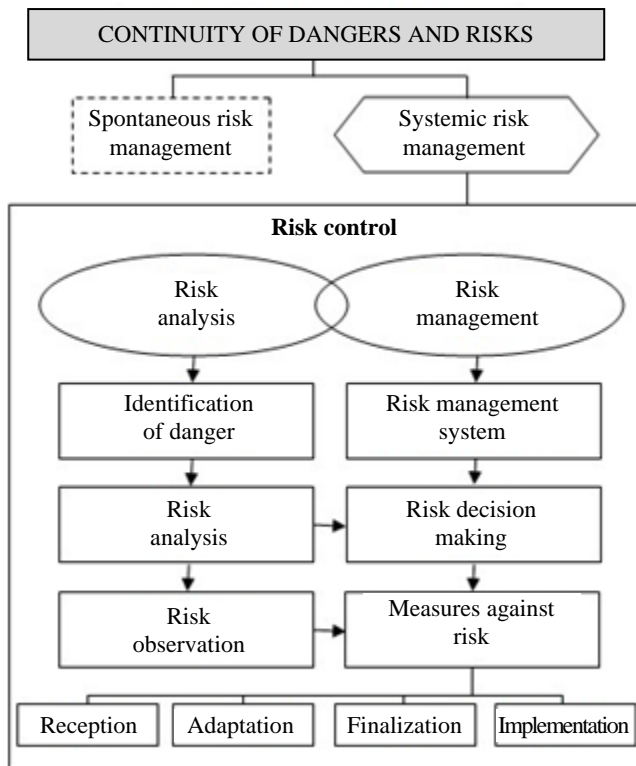 CONTINUITY OF DANGERS AND RISKS
Spontaneous risk
management
Systemic risk
management
Risk control
Risk
analysis
Risk
management
Identification
of danger
Risk management
system
Risk
analysis
Risk decision
making
Risk
observation
Measures against
risk
Reception
Adaptation
Finalization
Implementation